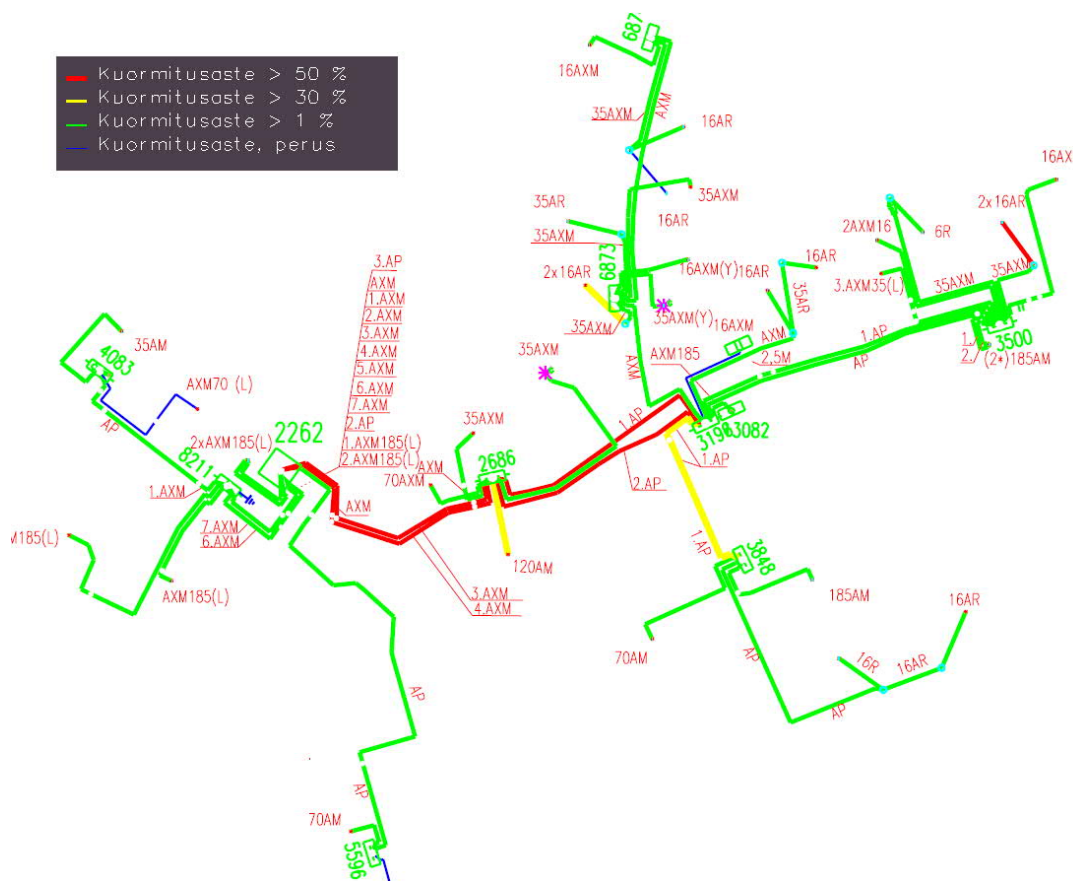 Kuormitusaste > 50 %
Kuormitusaste > 30 %
Kuormitusaste > 1 %
Kuormitusaste, perus
687
16AXM
35AXM
AXM
16AR
35AXM
16AR
35AR
35AXM
6873
2x16AR
35AXM
16AXM(Y)
16AR
35AXM(Y)
16AXM
AXM
35AR
16AR
2,5M
AXM185
AXM
16AX
2x16AR
2AXM16
6R
3.AXM35(L)
35AXM
35AXM
1.AP
AP
1.
2.
(2*)185AM
3500
3.AP
AXM
1.AXM
2.AXM
3.AXM
4.AXM
5.AXM
6.AXM
7.AXM
2.AP
1.AXM185(L)
2.AXM185(L)
35AM
4083
AXM70 (L)
AP
2xAXM185(L)
2262
8211
1.AXM
7.AXM
6.AXM
M185(L)
AXM185(L)
AXM
35AXM
35AXM
2686
AXM
70AXM
1.AP
2.AP
1.AP
3082
120AM
3.AXM
4.AXM
1.AP
3848
185AM
70AM
16AR
16R
16AR
AP
AP
AP
70AM
5596